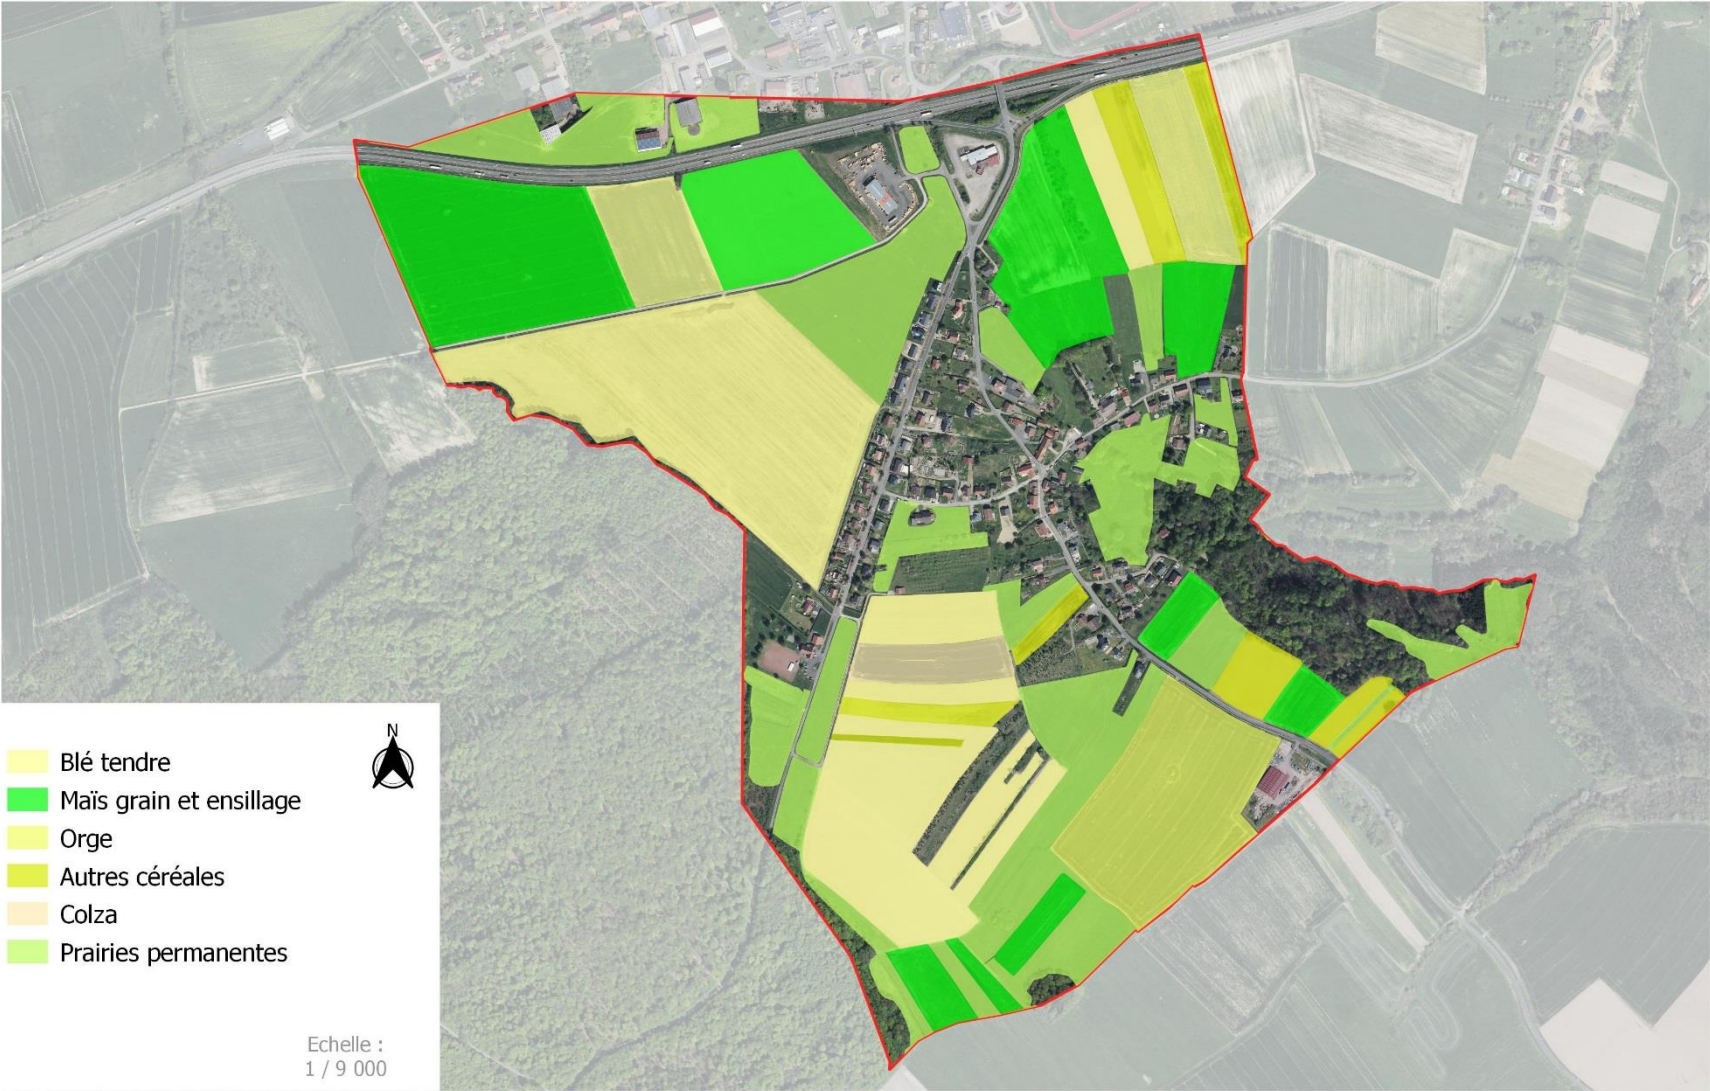 N
Blé tendre
Maïs grain et ensillage
Orge
Autres céréales
Colza
Prairies permanentes
Echelle :
1 / 9 000